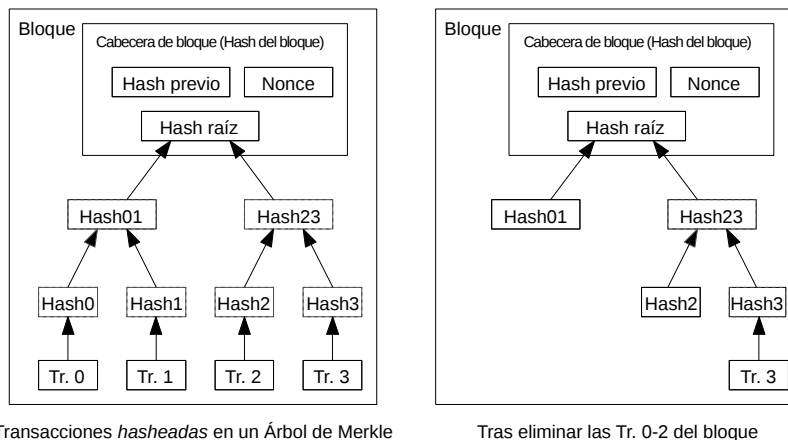 Bloque
Cabecera de bloque (Hash del bloque)
Hash previo
Nonce
Hash raíz
Hash01
Hash23
Hash0
Hash1
Hash2
Hash3
Tr. 0
Tr. 1
Tr. 2
Tr. 3
Transacciones hasheadas en un Árbol de Merkle
Bloque
Cabecera de bloque (Hash del bloque)
Hash previo
Nonce
Hash raíz
Hash01
Hash23
Hash2
Hash3
Tr. 3
Tras eliminar las Tr. 0-2 del bloque